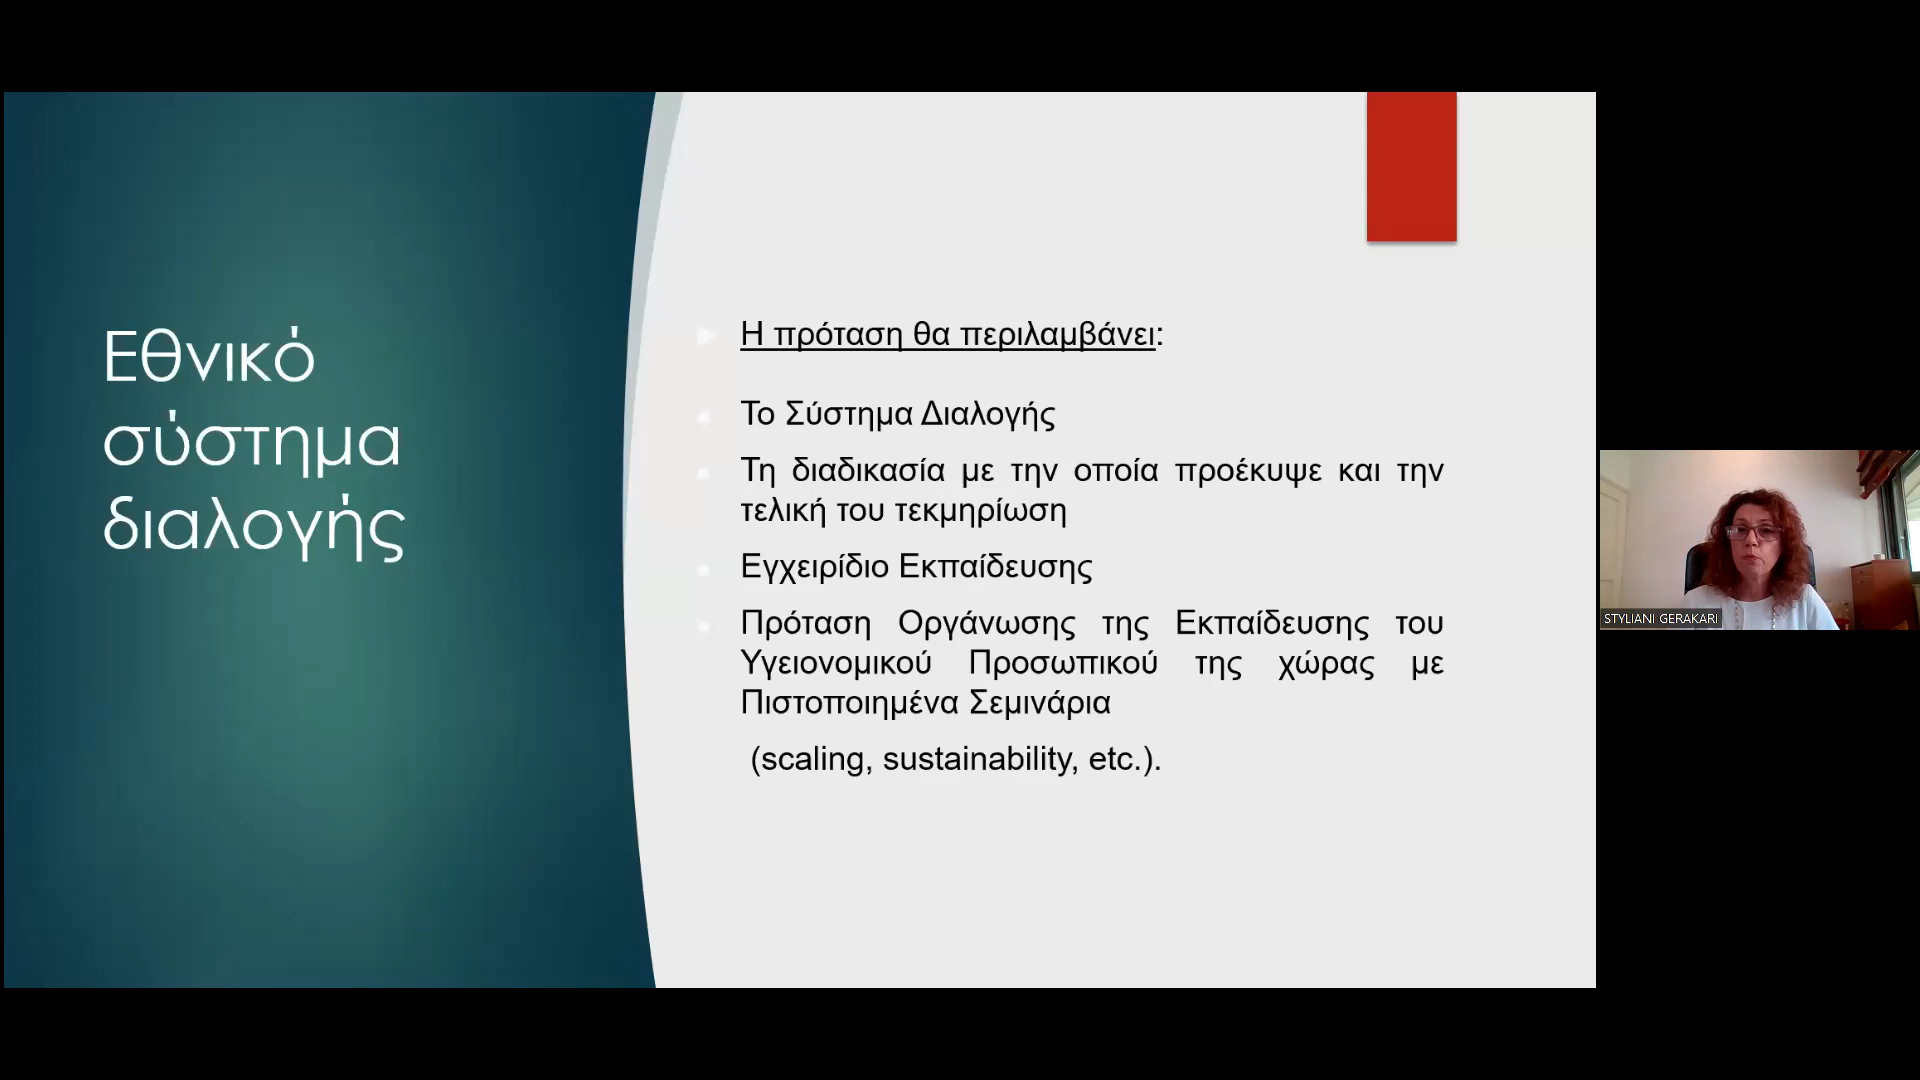 Εθνικό
σύστημα
διαλογής
Η πρόταση θα περιλαμβάνει:
Το Σύστημα Διαλογής
Τη διαδικασία με την οποία προέκυψε και την
τελική του τεκμηρίωση
Εγχειρίδιο Εκπαίδευσης
Πρόταση Οργάνωσης της Εκπαίδευσης του
Υγειονομικού Προσωπικού της χώρας με
Πιστοποιημένα Σεμινάρια
(scaling, sustainability, etc.).
STYLIANI GERAKARI